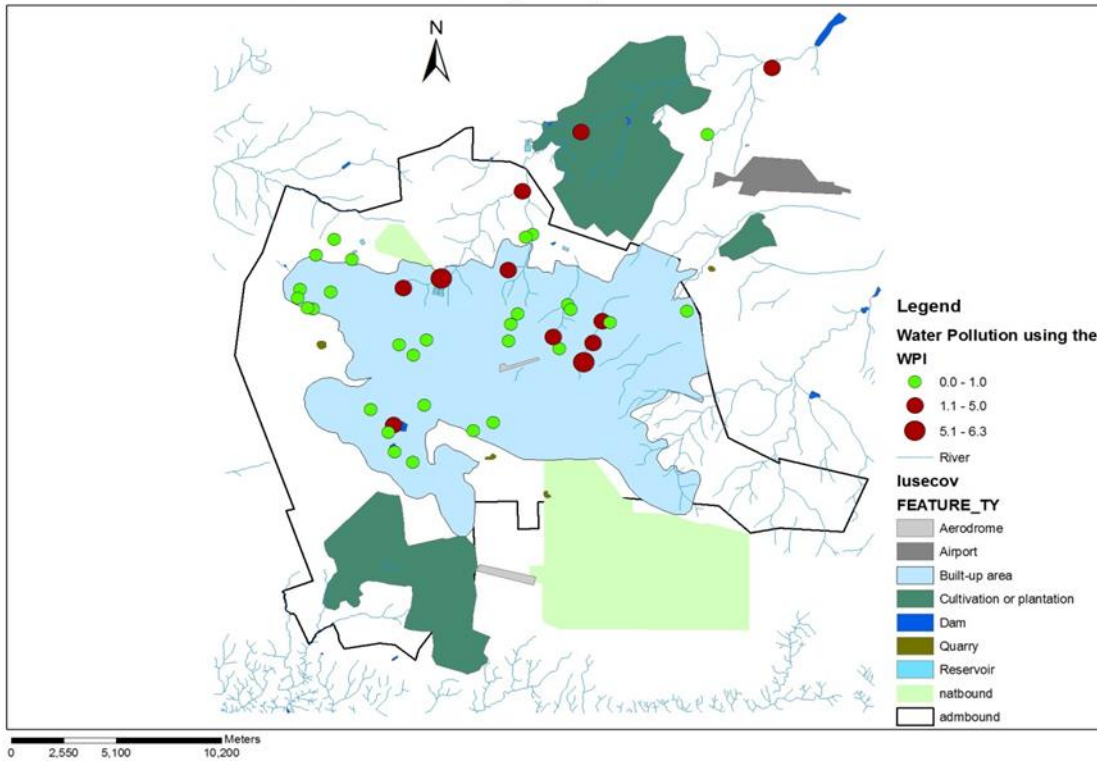 N
Legend
Water Pollution using the
WPI
0.0 - 1.0
1.1 - 5.0
5.1 - 6.3
River
lusecov
FEATURE_TY
Aerodrome
Airport
Built-up area
Cultivation or plantation
Dam
Quarry
Reservoir
natbound
admbound
Meters
0 2,550 5,100 10,200